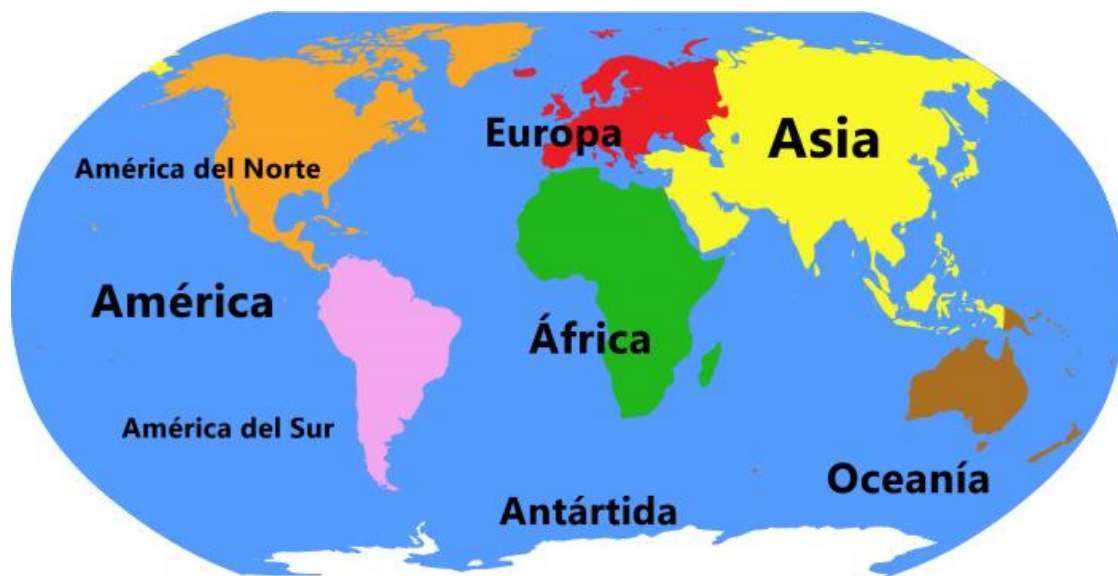 Europa
Asia
América del Norte
América
África
América del Sur
Oceanía
Antártida